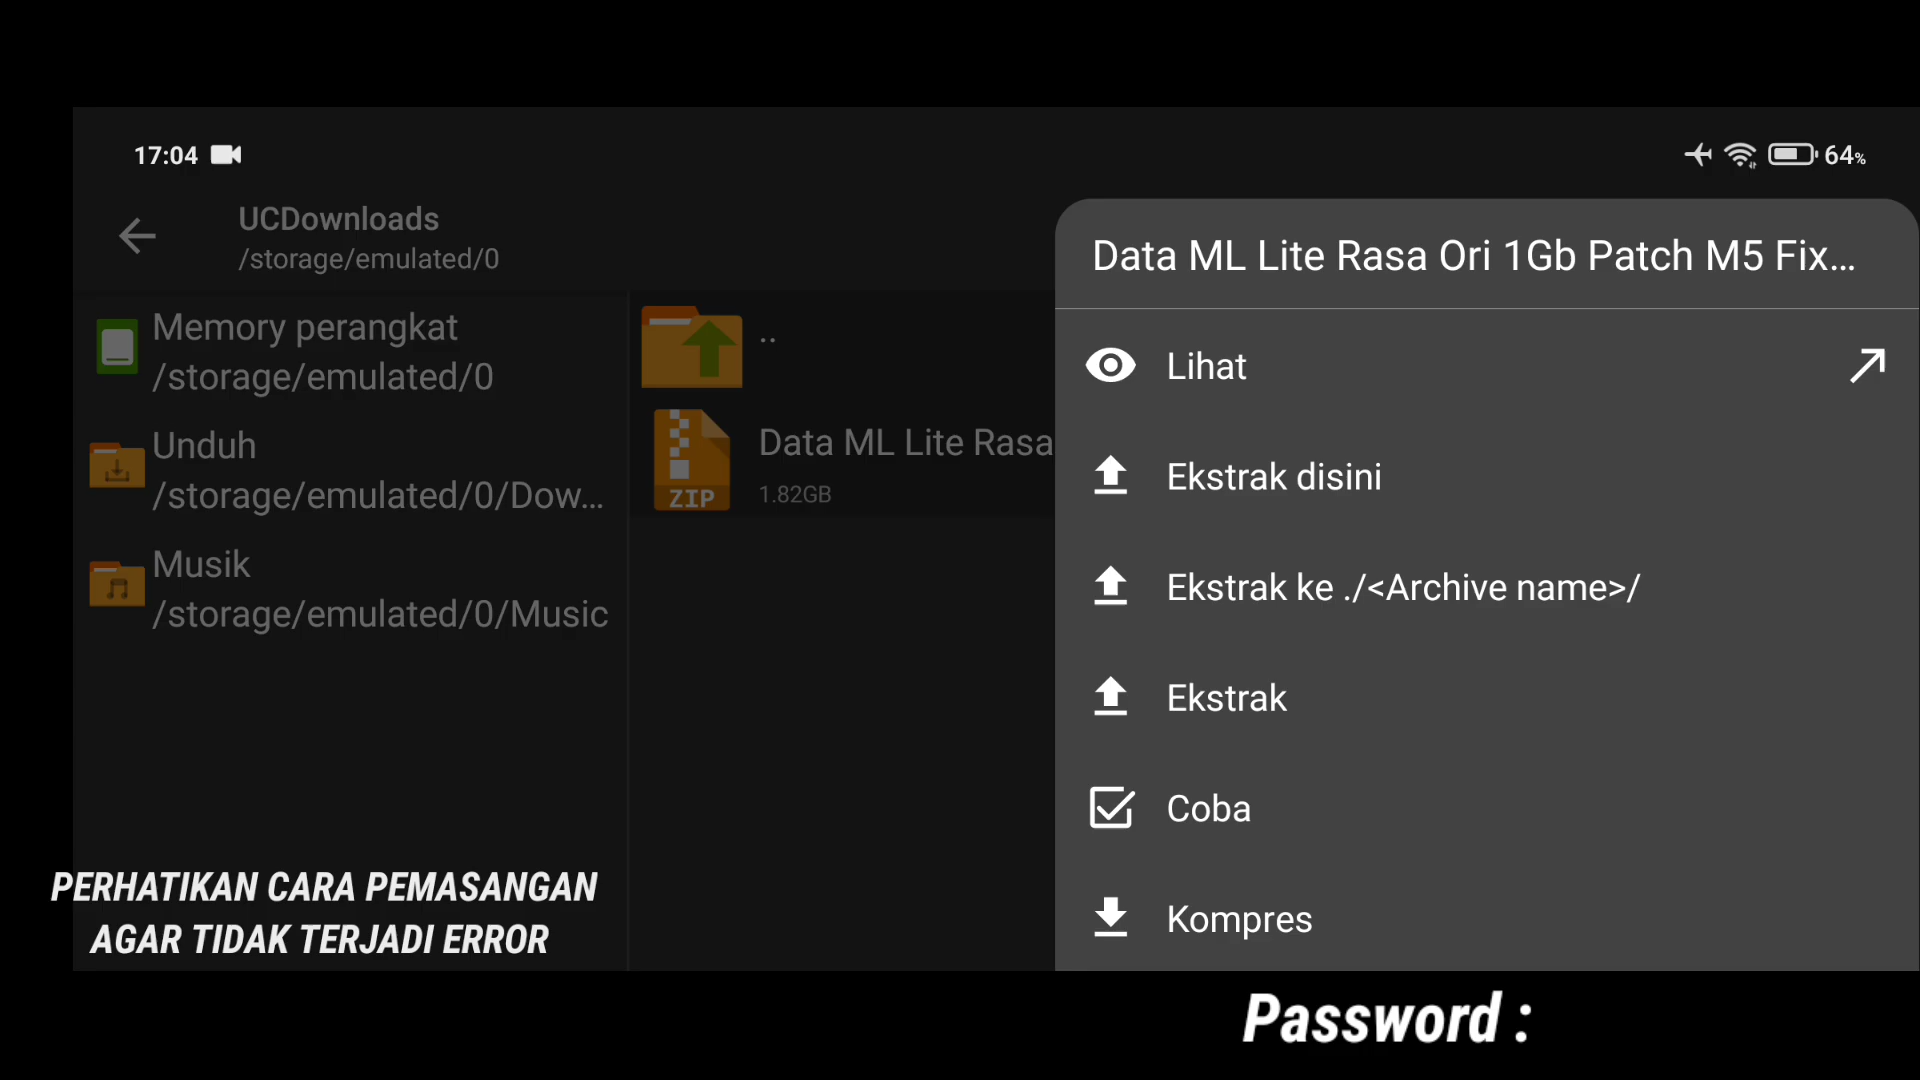 17:04
64%
UCDownloads
/storage/emulated/0
Memory perangkat
/storage/emulated/0
Unduh
/storage/emulated/0/Dow...
Musik
/storage/emulated/0/Music
..
Data ML Lite Rasa
1.82GB
ZIP
Data ML Lite Rasa Ori 1Gb Patch M5 Fix...
Lihat
Ekstrak disini
Ekstrak ke ./<Archive name>/
Ekstrak
Coba
Kompres
PERHATIKAN CARA PEMASANGAN
AGAR TIDAK TERJADI ERROR
Password :